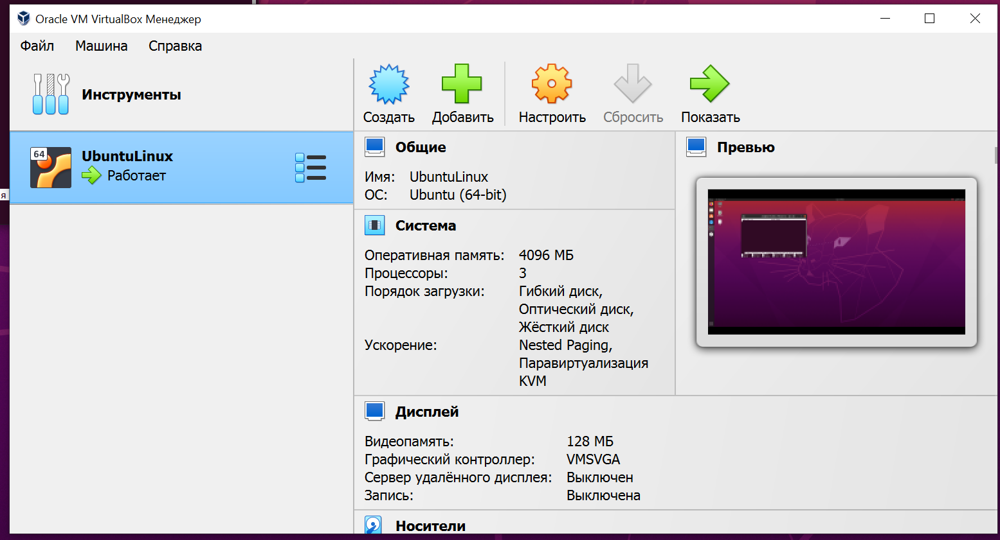 Oracle VM VirtualBox Менеджер
Файл Машина Справка
Инструменты
Создать Добавить Настроить Сбросить Показать
64
UbuntuLinux
Работает
я
Общие
Имя: UbuntuLinux
ОС: Ubuntu (64-bit)
Система
Оперативная память: 4096 МБ
Процессоры: 3
Порядок загрузки: Гибкий диск,
Оптический диск,
Жёсткий диск
Ускорение: Nested Paging,
Паравиртуализация
KVM
Превью
Дисплей
Видеопамять: 128 МБ
Графический контроллер: VMSVGA
Сервер удалённого дисплея: Выключен
Запись: Выключена
Носители